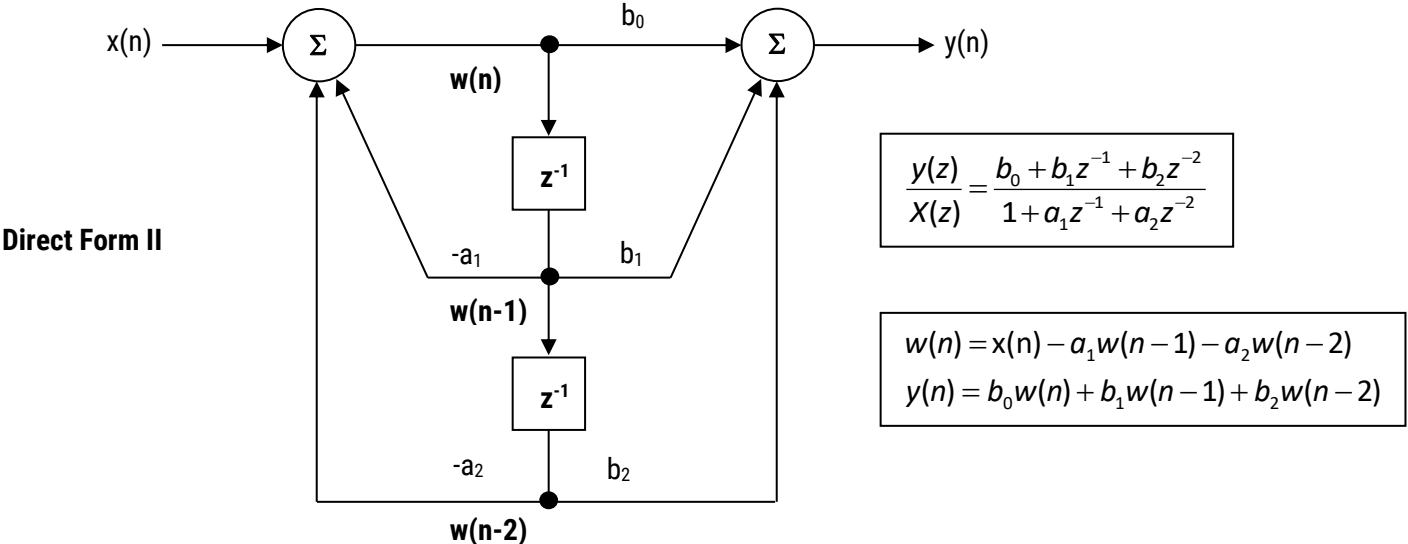 b₀
x(n) Σ Σ y(n)
w(n)
z⁻¹
y(z)/X(z) = (b₀ + b₁z⁻¹ + b₂z⁻²)/(1 + a₁z⁻¹ + a₂z⁻²)
Direct Form II
-a₁ b₁
w(n-1)
w(n) = x(n) − a₁w(n−1) − a₂w(n−2)
y(n) = b₀w(n) + b₁w(n−1) + b₂w(n−2)
z⁻¹
-a₂ b₂
w(n-2)